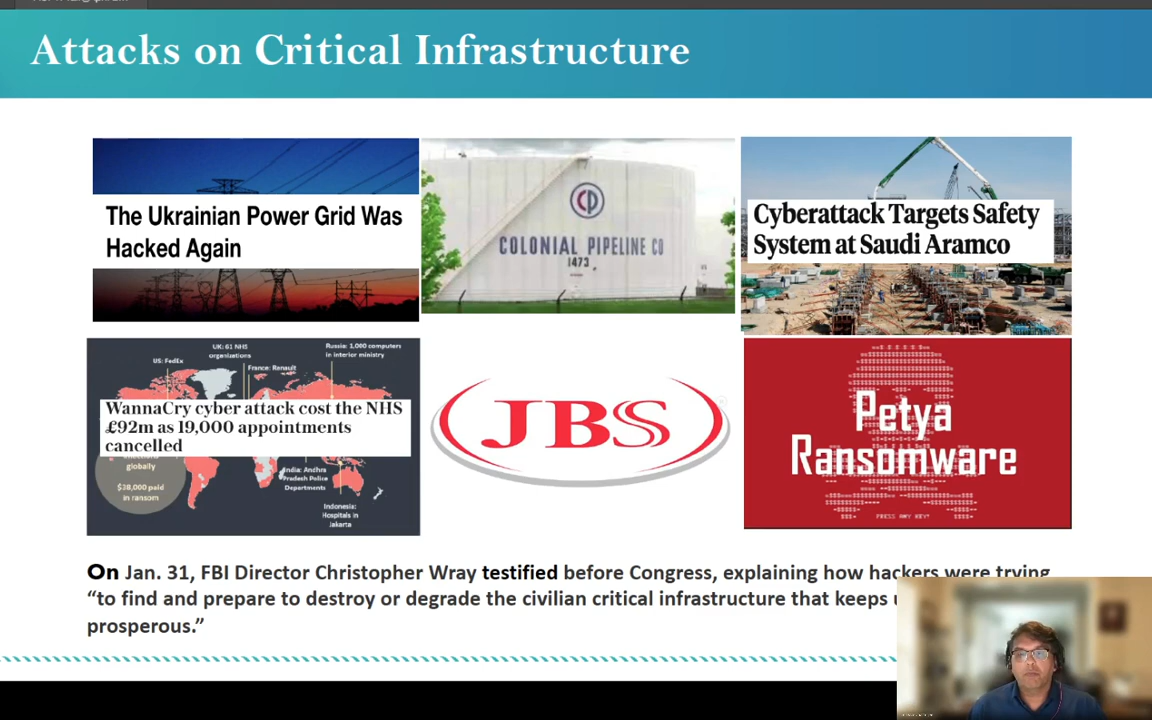 Attacks on Critical Infrastructure
The Ukrainian Power Grid Was
Hacked Again
CP
COLONIAL PIPELINE CO
1473
Cyberattack Targets Safety
System at Saudi Aramco
US: FedEx
UK: 61 NHS
organizations
France: Renault
Russia: 1,000 computers
in interior ministry
WannaCry cyber attack cost the NHS
£92m as 19,000 appointments
cancelled
globally
$28,000 paid
in ransom
India: Andhra
Pradesh Police
Departments
Indonesia:
Hospitals in
Jakarta
JBS
Petya
Ransomware
PRESS ANY KEY!
On Jan. 31, FBI Director Christopher Wray testified before Congress, explaining how hackers were trying
“to find and prepare to destroy or degrade the civilian critical infrastructure that keeps
prosperous.”